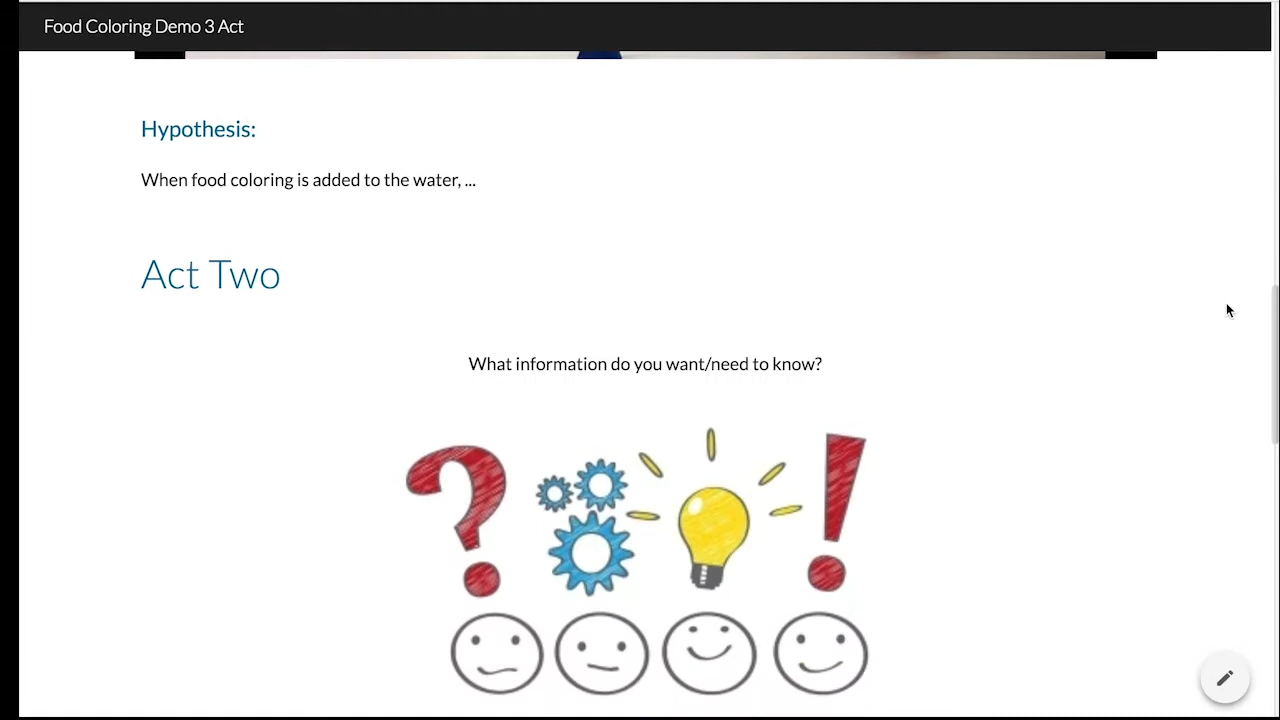 Food Coloring Demo 3 Act
Hypothesis:
When food coloring is added to the water, ...
Act Two
What information do you want/need to know?
? !